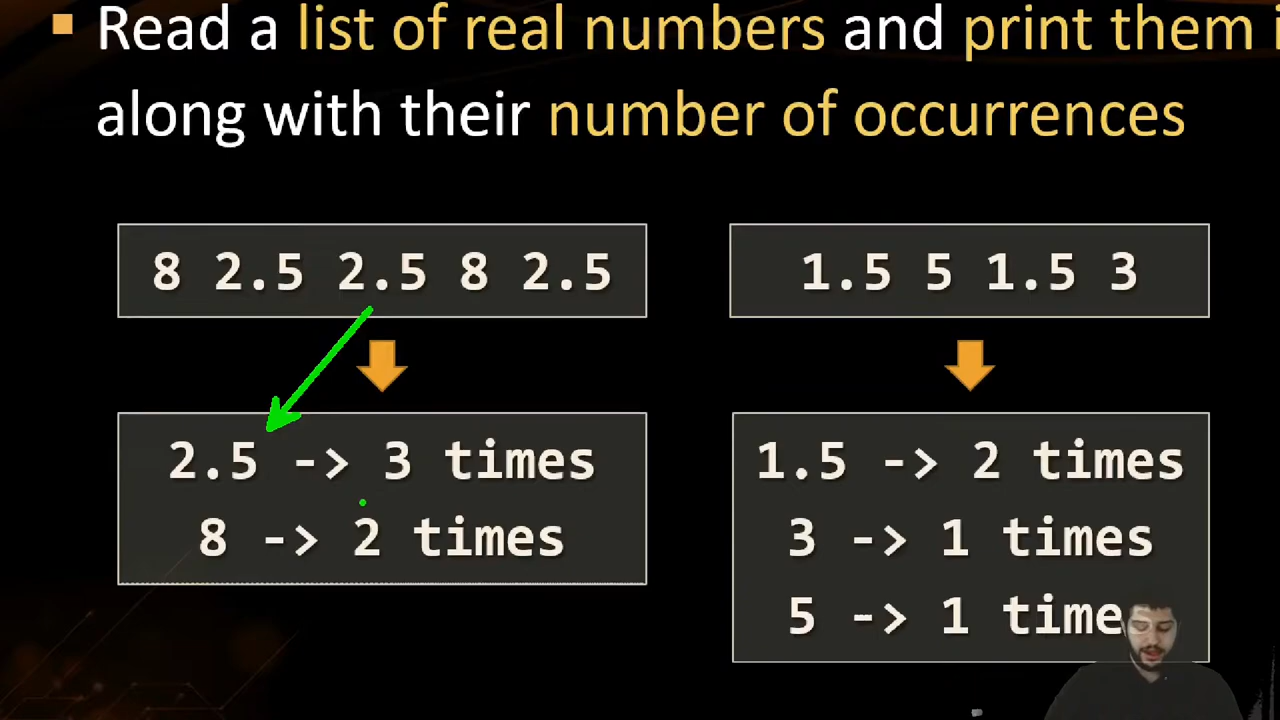 Read a list of real numbers and print them i
along with their number of occurrences
8 2.5 2.5 8 2.5
2.5 -> 3 times
8 -> 2 times
1.5 5 1.5 3
1.5 -> 2 times
3 -> 1 times
5 -> 1 time